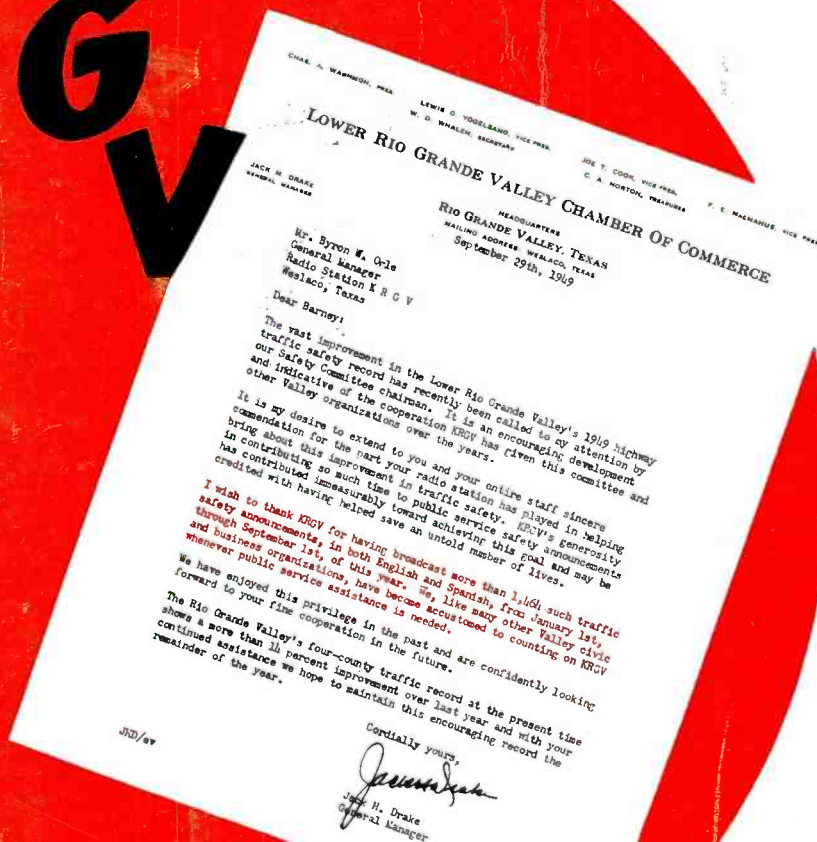 G
V
CHAS. A. WASHMON, PRES.
LEWIS O. VOGELSANG, VICE PRES.
W. D. WHALEN, SECRETARY
JOE T. COOK, VICE PRES.
C. A. HORTON, TREASURER
F. E. McMANUS, VICE PRES.
LOWER RIO GRANDE VALLEY CHAMBER OF COMMERCE
JACK H. DRAKE
GENERAL MANAGER
HEADQUARTERS
RIO GRANDE VALLEY, TEXAS
MAILING ADDRESS, WESLACO, TEXAS
September 29th, 1949
Mr. Byron W. Orle
General Manager
Radio Station K R G V
Weslaco, Texas
Dear Barney:
The vast improvement in the Lower Rio Grande Valley's 1949 highway
traffic safety record has recently been called to my attention by
our Safety Committee chairman. It is an encouraging development
and indicative of the cooperation KRGV has given this committee and
other Valley organizations over the years.
It is my desire to extend to you and your entire staff sincere
commendation for the part your radio station has played in helping
bring about this improvement in traffic safety. KRGV's generosity
in contributing so much time to public service safety announcements
has contributed immeasurably toward achieving this goal and may be
credited with having helped save an untold number of lives.
I wish to thank KRGV for having broadcast more than 1,464 such traffic
safety announcements, in both English and Spanish, from January 1st,
through September 1st, of this year. We, like many other Valley civic
and business organizations, have become accustomed to counting on KRGV
whenever public service assistance is needed.
We have enjoyed this privilege in the past and are confidently looking
forward to your fine cooperation in the future.
The Rio Grande Valley's four-county traffic record at the present time
shows a more than 14 percent improvement over last year and with your
continued assistance we hope to maintain this encouraging record the
remainder of the year.
Cordially yours,
Jack H. Drake
General Manager
JHD/ev